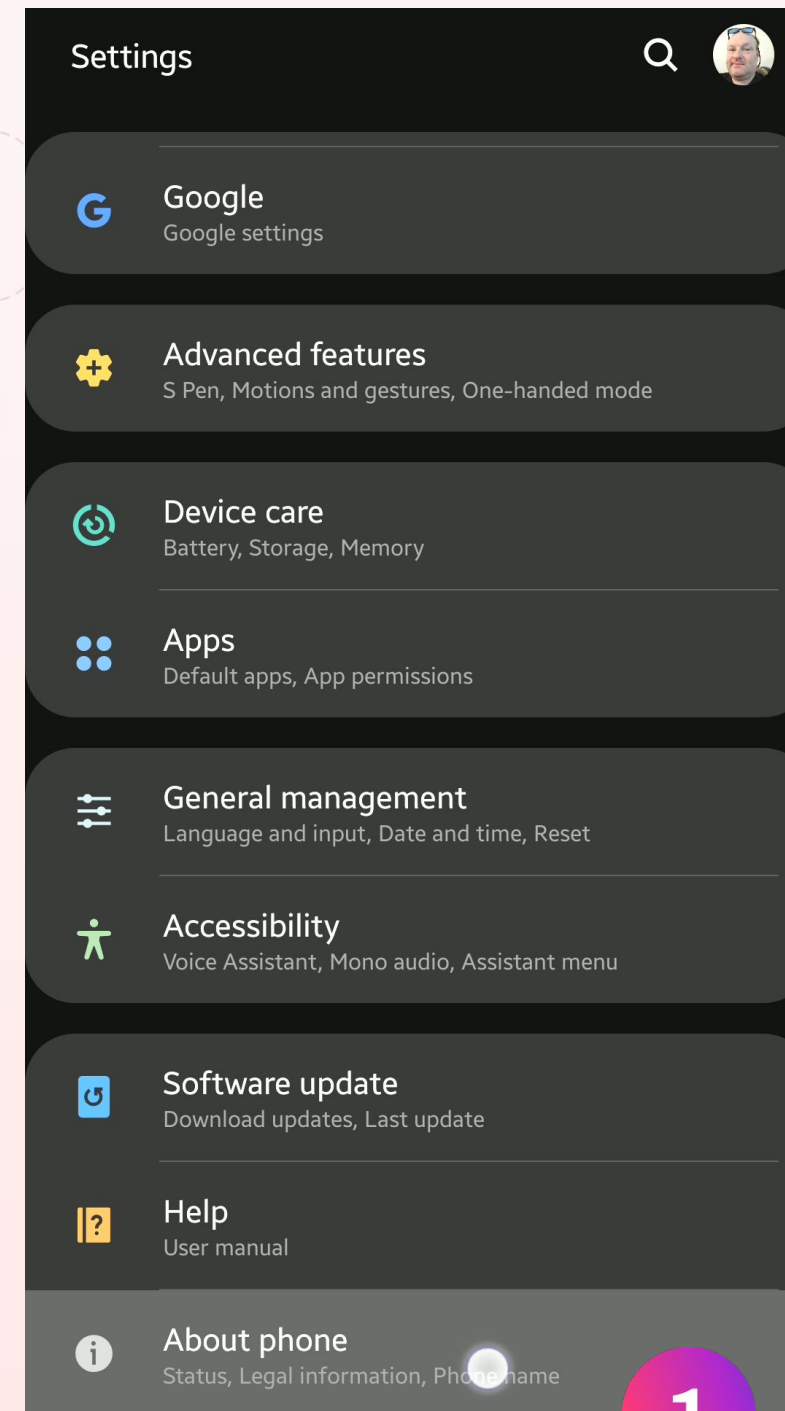 Settings
Google
Google settings
Advanced features
S Pen, Motions and gestures, One-handed mode
Device care
Battery, Storage, Memory
Apps
Default apps, App permissions
General management
Language and input, Date and time, Reset
Accessibility
Voice Assistant, Mono audio, Assistant menu
Software update
Download updates, Last update
Help
User manual
About phone
Status, Legal information, Phone name
1